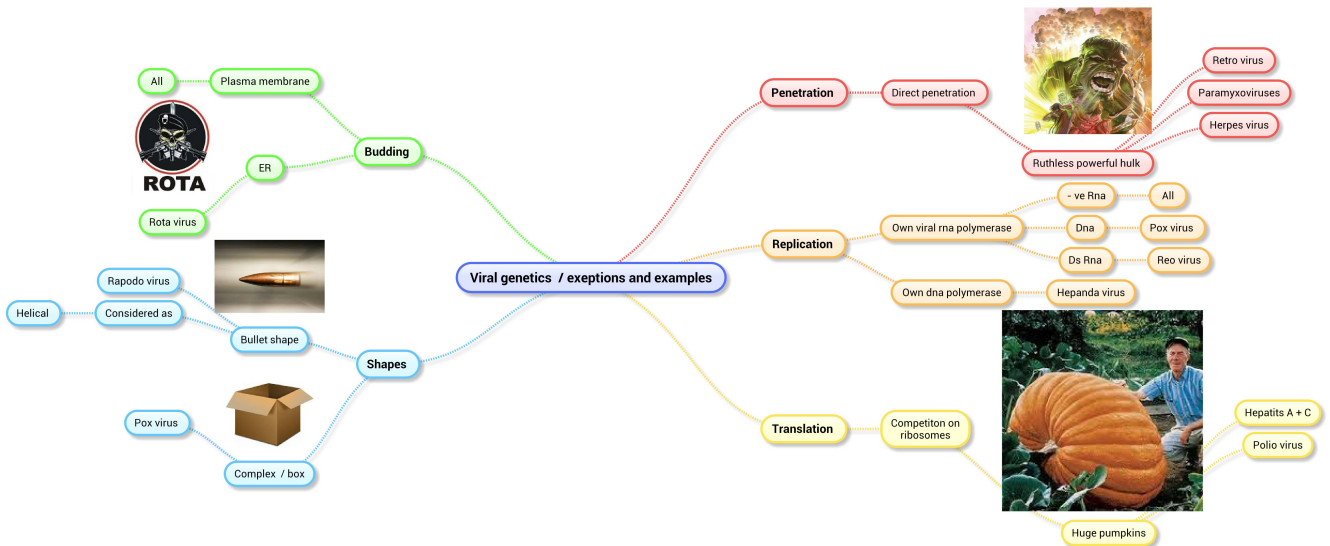 Viral genetics / exeptions and examples
Penetration
Direct penetration
Ruthless powerful hulk
Retro virus
Paramyxoviruses
Herpes virus
Replication
Own viral rna polymerase
- ve Rna
All
Dna
Pox virus
Ds Rna
Reo virus
Own dna polymerase
Hepanda virus
Translation
Competiton on
ribosomes
Huge pumpkins
Hepatits A + C
Polio virus
Budding
Plasma membrane
All
ER
Rota virus
ROTA
Shapes
Bullet shape
Rapodo virus
Considered as
Helical
Complex / box
Pox virus